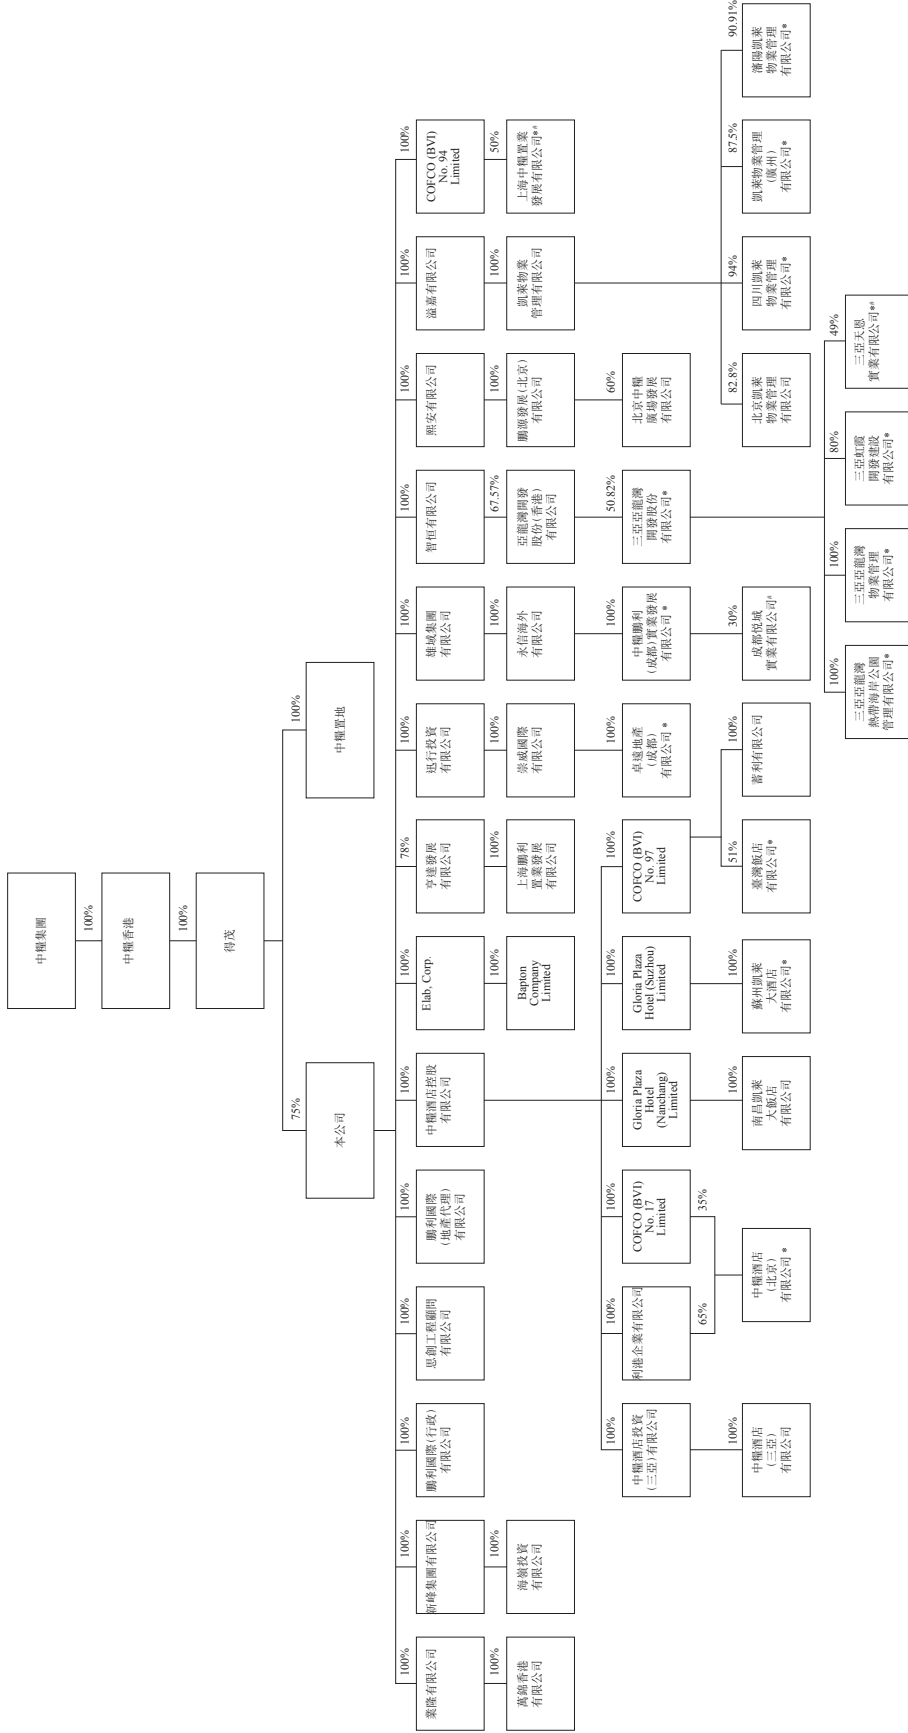 中糧集團
100%
中糧香港
100%
得茂
75%
100%
本公司
中糧置地
100%
100%
100%
100%
100%
100%
100%
78%
100%
100%
100%
100%
100%
100%
業隆有限公司
新峰集團有限公司
鵬利國際(行政)
有限公司
思創工程顧問
有限公司
鵬利國際
(地產代理)
有限公司
中糧酒店控股
有限公司
Elab, Corp.
亨達發展
有限公司
迅行投資
有限公司
雄域集團
有限公司
智恒有限公司
熙安有限公司
溢嘉有限公司
COFCO (BVI)
No. 94
Limited
100%
100%
100%
100%
100%
100%
67.57%
100%
100%
50%
萬錦香港
有限公司
海嶺投資
有限公司
Bapton
Company
Limited
上海鵬利
置業發展
有限公司
崇威國際
有限公司
永信海外
有限公司
亞龍灣開發
股份(香港)
有限公司
鵬源發展(北京)
有限公司
凱萊物業
管理有限公司
上海中糧置業
發展有限公司*#
100%
100%
100%
100%
100%
100%
100%
100%
50.82%
60%
中糧酒店投資
(三亞)有限公司
利港企業有限公司
COFCO (BVI)
No. 17
Limited
Gloria Plaza
Hotel
(Nanchang)
Limited
Gloria Plaza
Hotel (Suzhou)
Limited
COFCO (BVI)
No. 97
Limited
卓遠地產
(成都)
有限公司*
中糧鵬利
(成都)實業發展
有限公司*
三亞亞龍灣
開發股份
有限公司*
北京中糧
廣場發展
有限公司
100%
65%
35%
100%
100%
51%
100%
30%
82.8%
94%
87.5%
90.91%
中糧酒店
(三亞)
有限公司
中糧酒店
(北京)
有限公司*
南昌凱萊
大飯店
有限公司
蘇州凱萊
大酒店
有限公司*
臺灣飯店
有限公司*
蓄利有限公司
成都悅城
實業有限公司#
北京凱萊
物業管理
有限公司
四川凱萊
物業管理
有限公司*
凱萊物業管理
(廣州)
有限公司*
瀋陽凱萊
物業管理
有限公司*
100%
100%
80%
49%
三亞亞龍灣
熱帶海岸公園
管理有限公司*
三亞亞龍灣
物業管理
有限公司*
三亞虹霞
開發建設
有限公司*
三亞天恩
實業有限公司*#